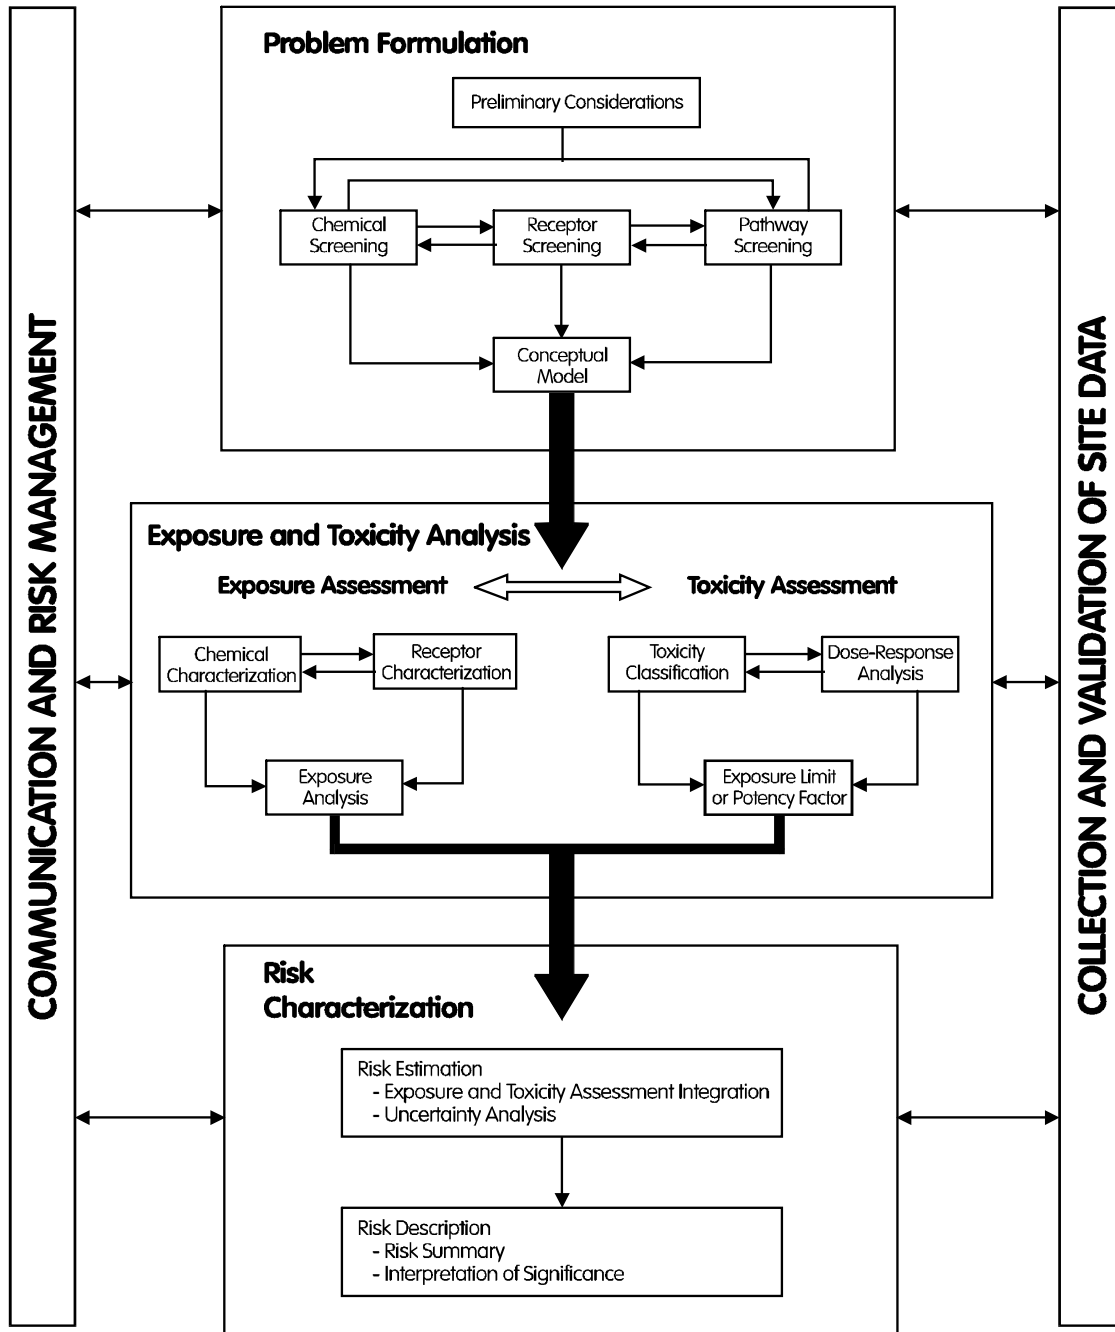 COMMUNICATION AND RISK MANAGEMENT
Problem Formulation
Preliminary Considerations
Chemical
Screening
Receptor
Screening
Pathway
Screening
Conceptual
Model
Exposure and Toxicity Analysis
Exposure Assessment
Toxicity Assessment
Chemical
Characterization
Receptor
Characterization
Toxicity
Classification
Dose-Response
Analysis
Exposure
Analysis
Exposure Limit
or Potency Factor
Risk
Characterization
Risk Estimation
- Exposure and Toxicity Assessment Integration
- Uncertainty Analysis
Risk Description
- Risk Summary
- Interpretation of Significance
COLLECTION AND VALIDATION OF SITE DATA